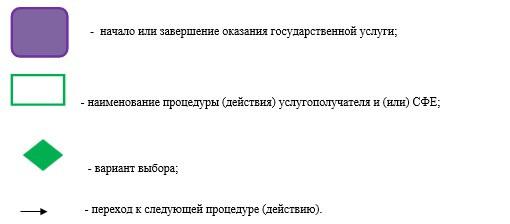 - начало или завершение оказания государственной услуги;
- наименование процедуры (действия) услугополучателя и (или) СФЕ;
- вариант выбора;
- переход к следующей процедуре (действию).